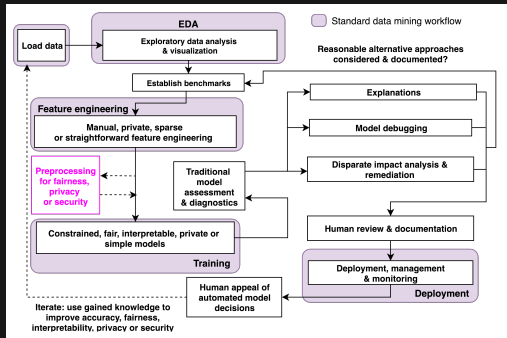 EDA
Standard data mining workflow
Load data
Exploratory data analysis
& visualization
Reasonable alternative approaches
considered & documented?
Establish benchmarks
Explanations
Feature engineering
Manual, private, sparse
or straightforward feature engineering
Model debugging
Preprocessing
for fairness,
privacy
or security
Traditional
model
assessment
& diagnostics
Disparate impact analysis &
remediation
Constrained, fair, interpretable, private or
simple models
Training
Human review & documentation
Deployment, management
& monitoring
Deployment
Human appeal of
automated model
decisions
Iterate: use gained knowledge to
improve accuracy, fairness,
interpretability, privacy or security